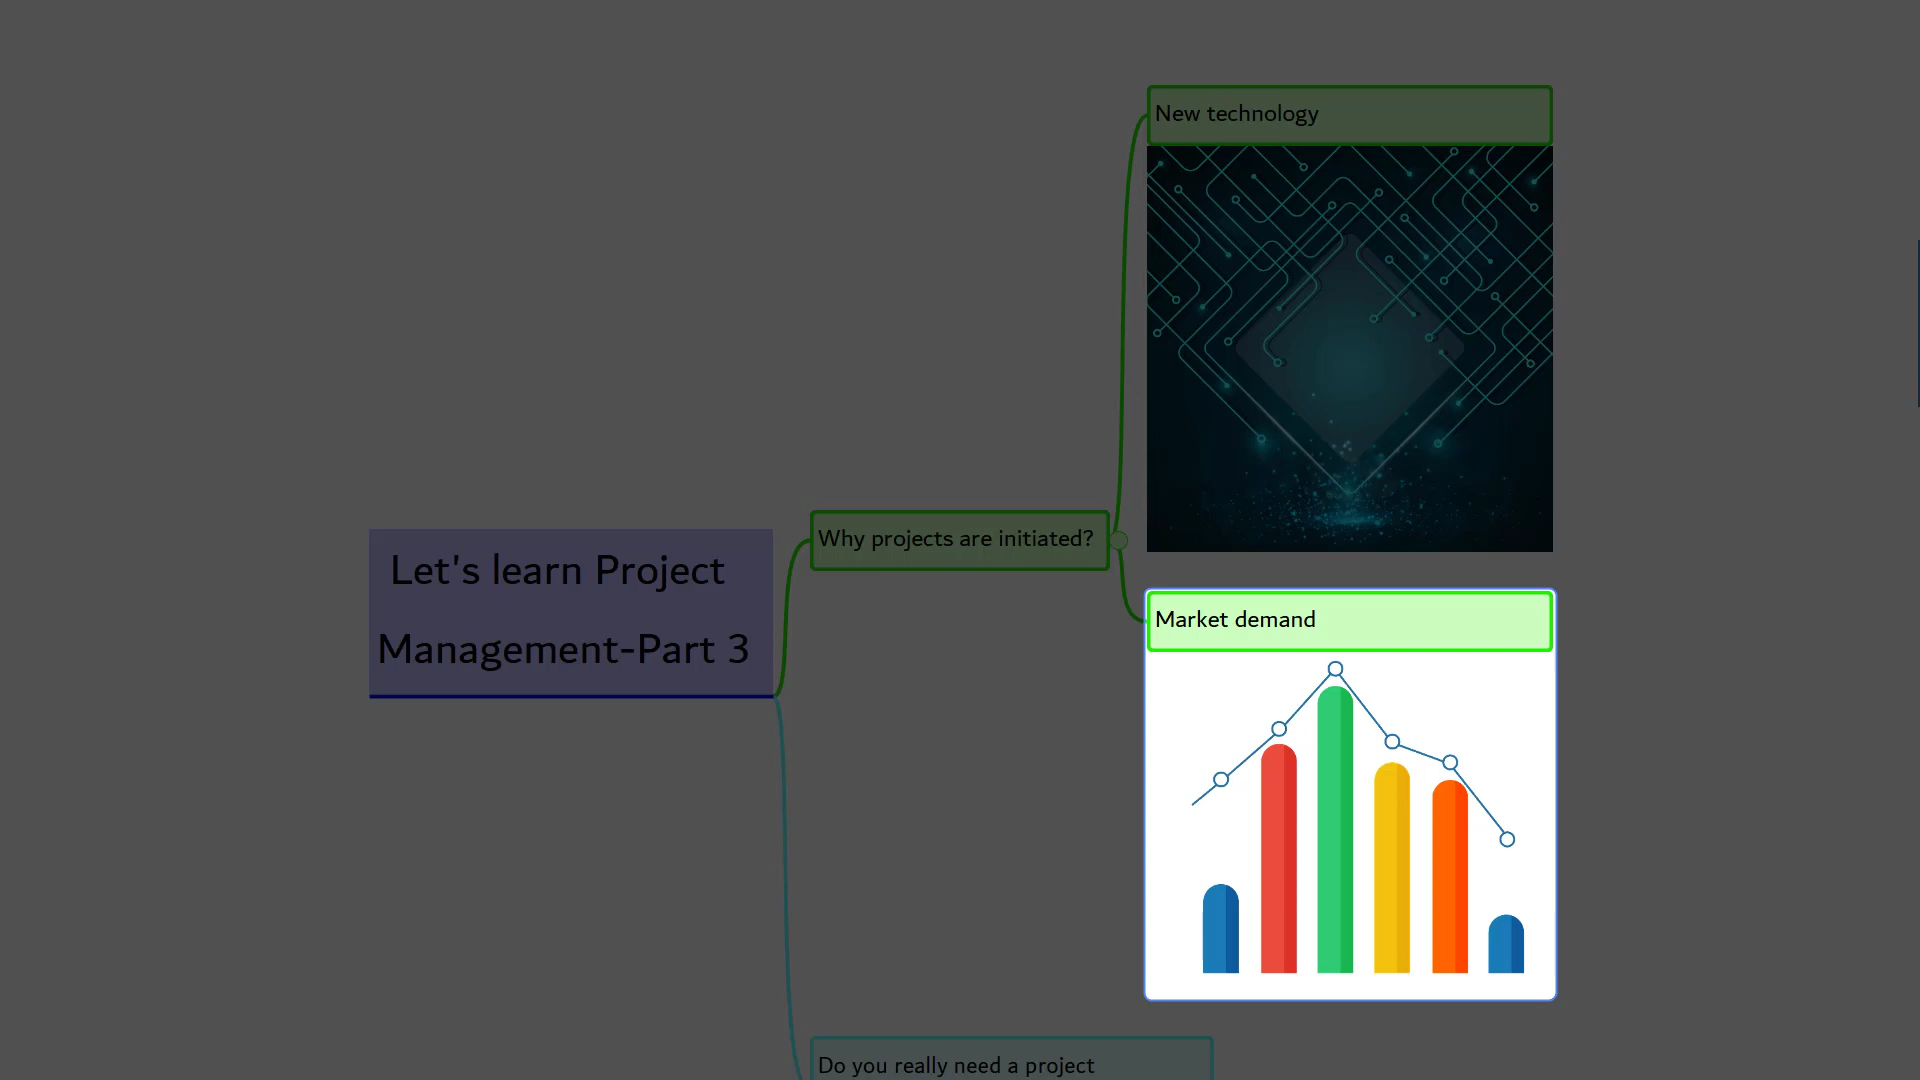 New technology
Why projects are initiated?
Let's learn Project
Management-Part 3
Market demand
Do you really need a project